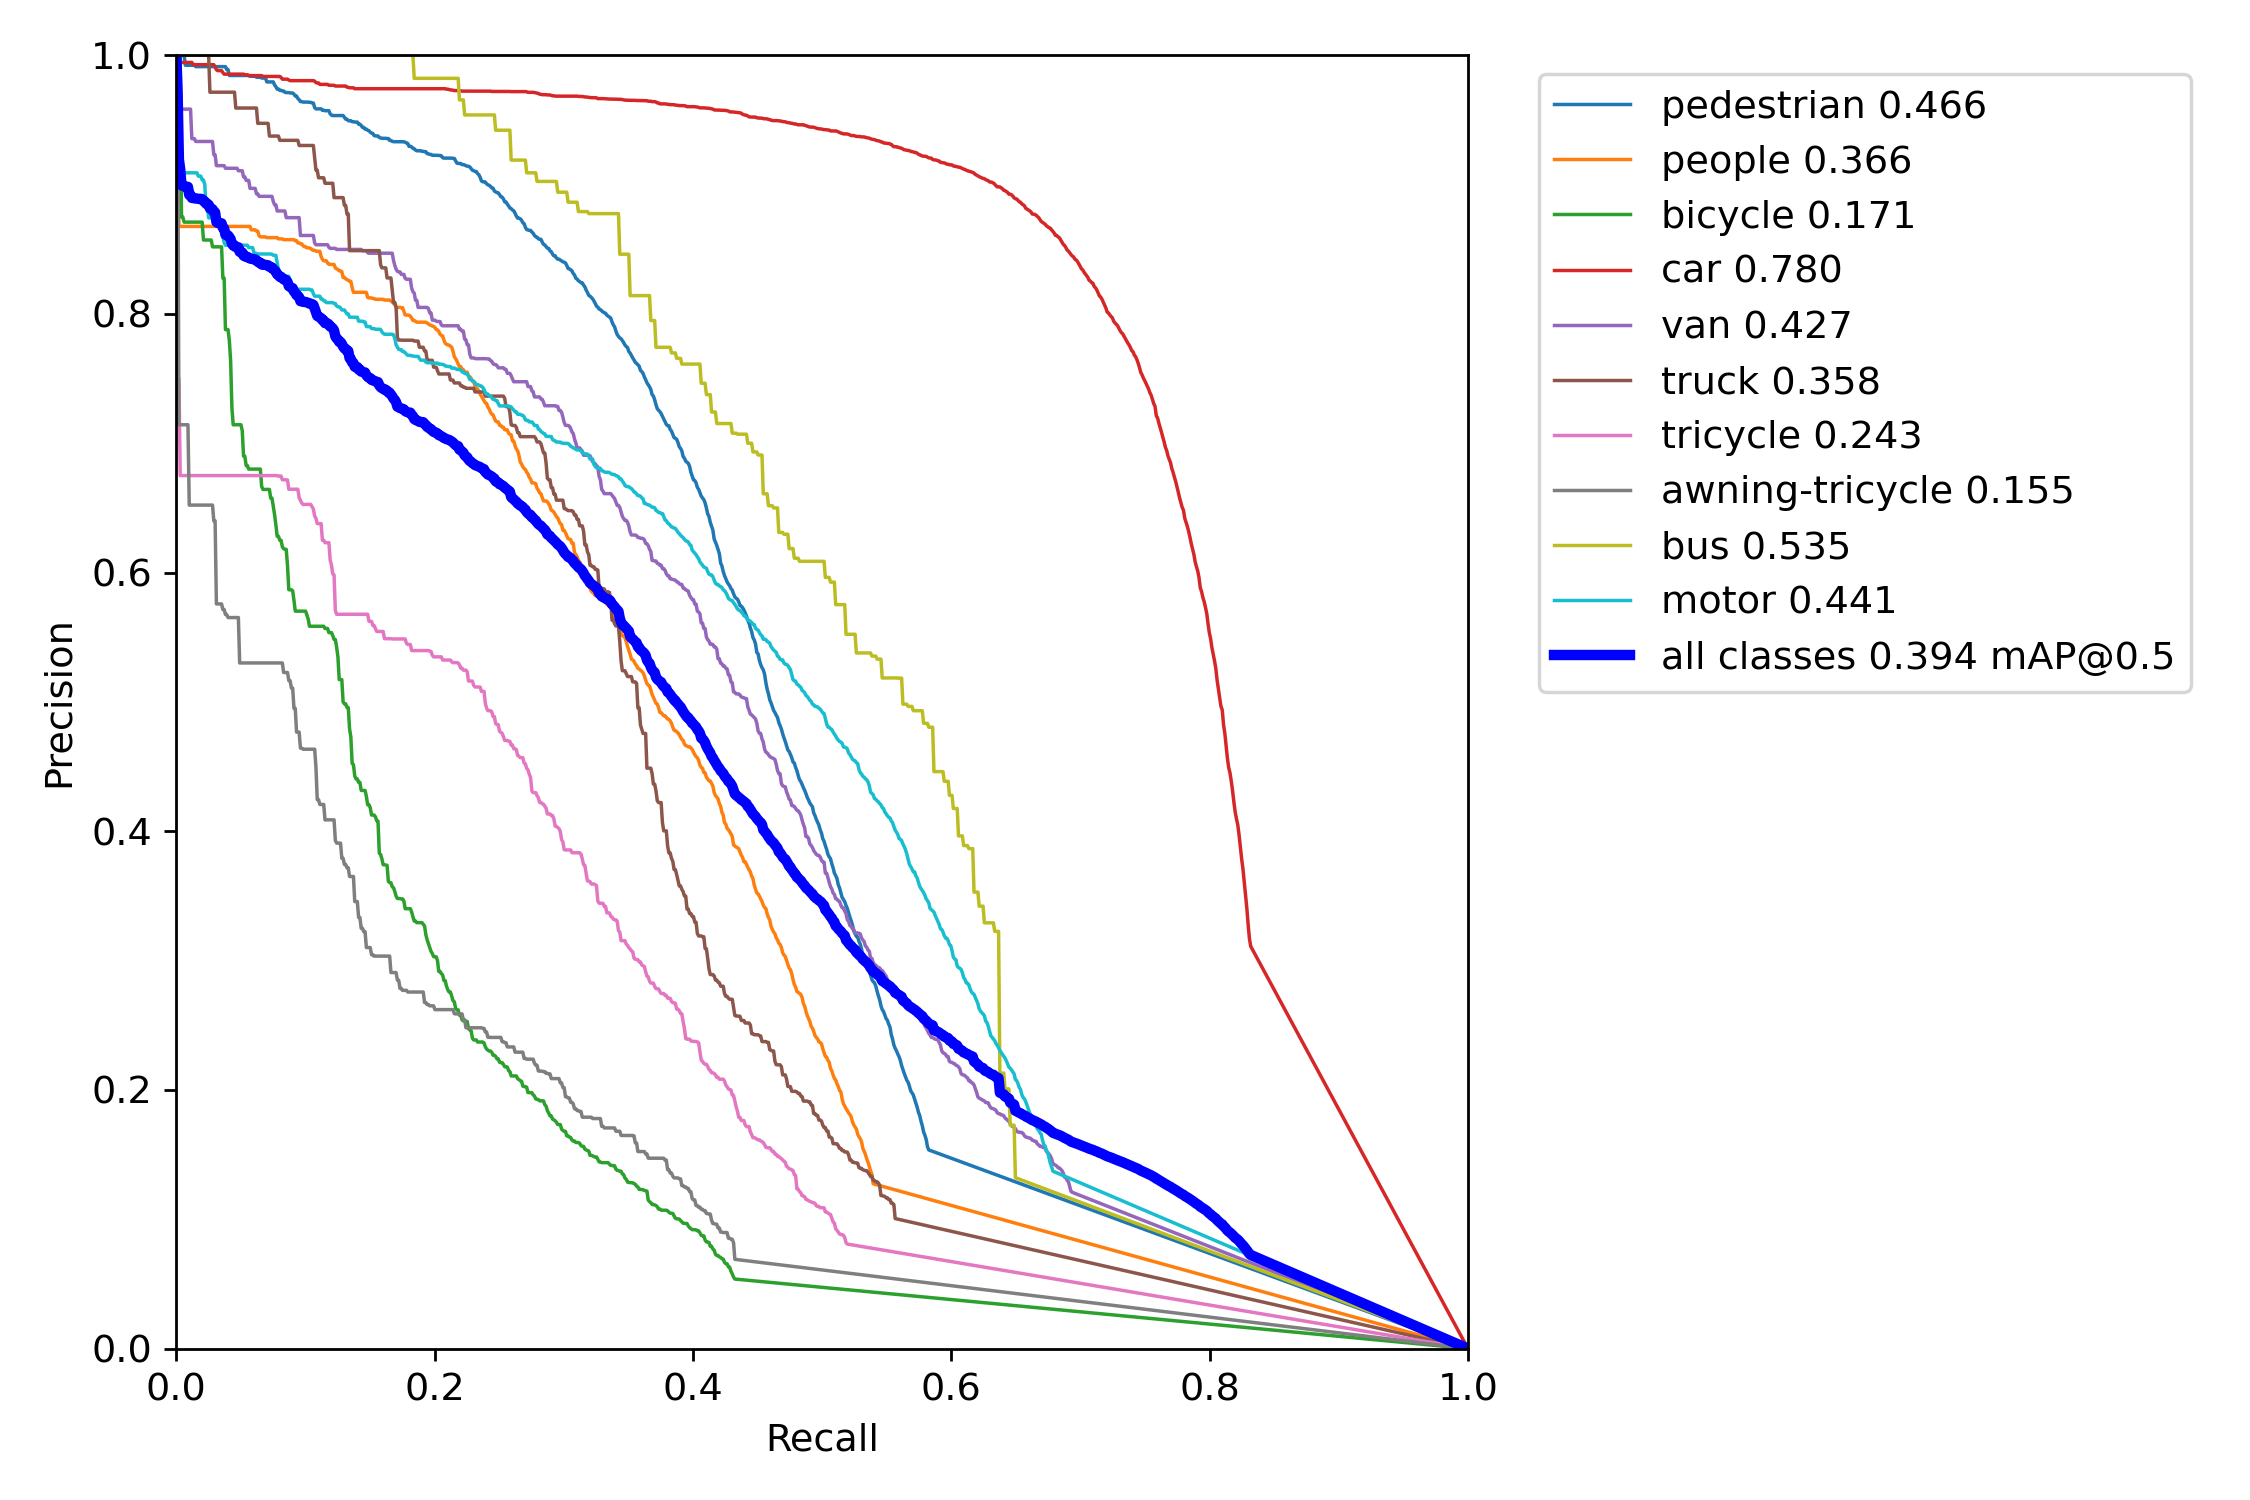 1.0
0.8
0.6
0.4
0.2
0.0
Precision
0.0 0.2 0.4 0.6 0.8 1.0
Recall
pedestrian 0.466
people 0.366
bicycle 0.171
car 0.780
van 0.427
truck 0.358
tricycle 0.243
awning-tricycle 0.155
bus 0.535
motor 0.441
all classes 0.394 mAP@0.5